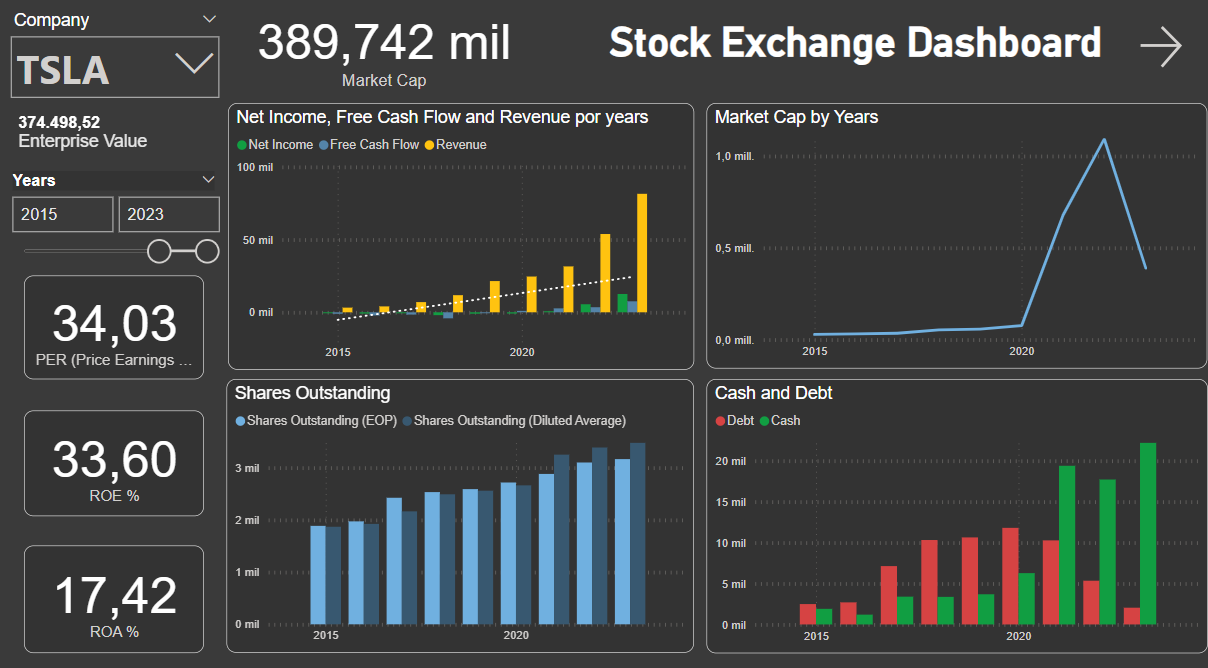 Company
TSLA
389,742 mil
Market Cap
Stock Exchange Dashboard
374.498,52
Enterprise Value
Years
2015
2023
34,03
PER (Price Earnings ...
33,60
ROE %
17,42
ROA %
Net Income, Free Cash Flow and Revenue por years
Net Income Free Cash Flow Revenue
100 mil
50 mil
0 mil
2015 2020
Market Cap by Years
1,0 mill.
0,5 mill.
0,0 mill.
2015 2020
Shares Outstanding
Shares Outstanding (EOP) Shares Outstanding (Diluted Average)
3 mil
2 mil
1 mil
0 mil
2015 2020
Cash and Debt
Debt Cash
20 mil
15 mil
10 mil
5 mil
0 mil
2015 2020